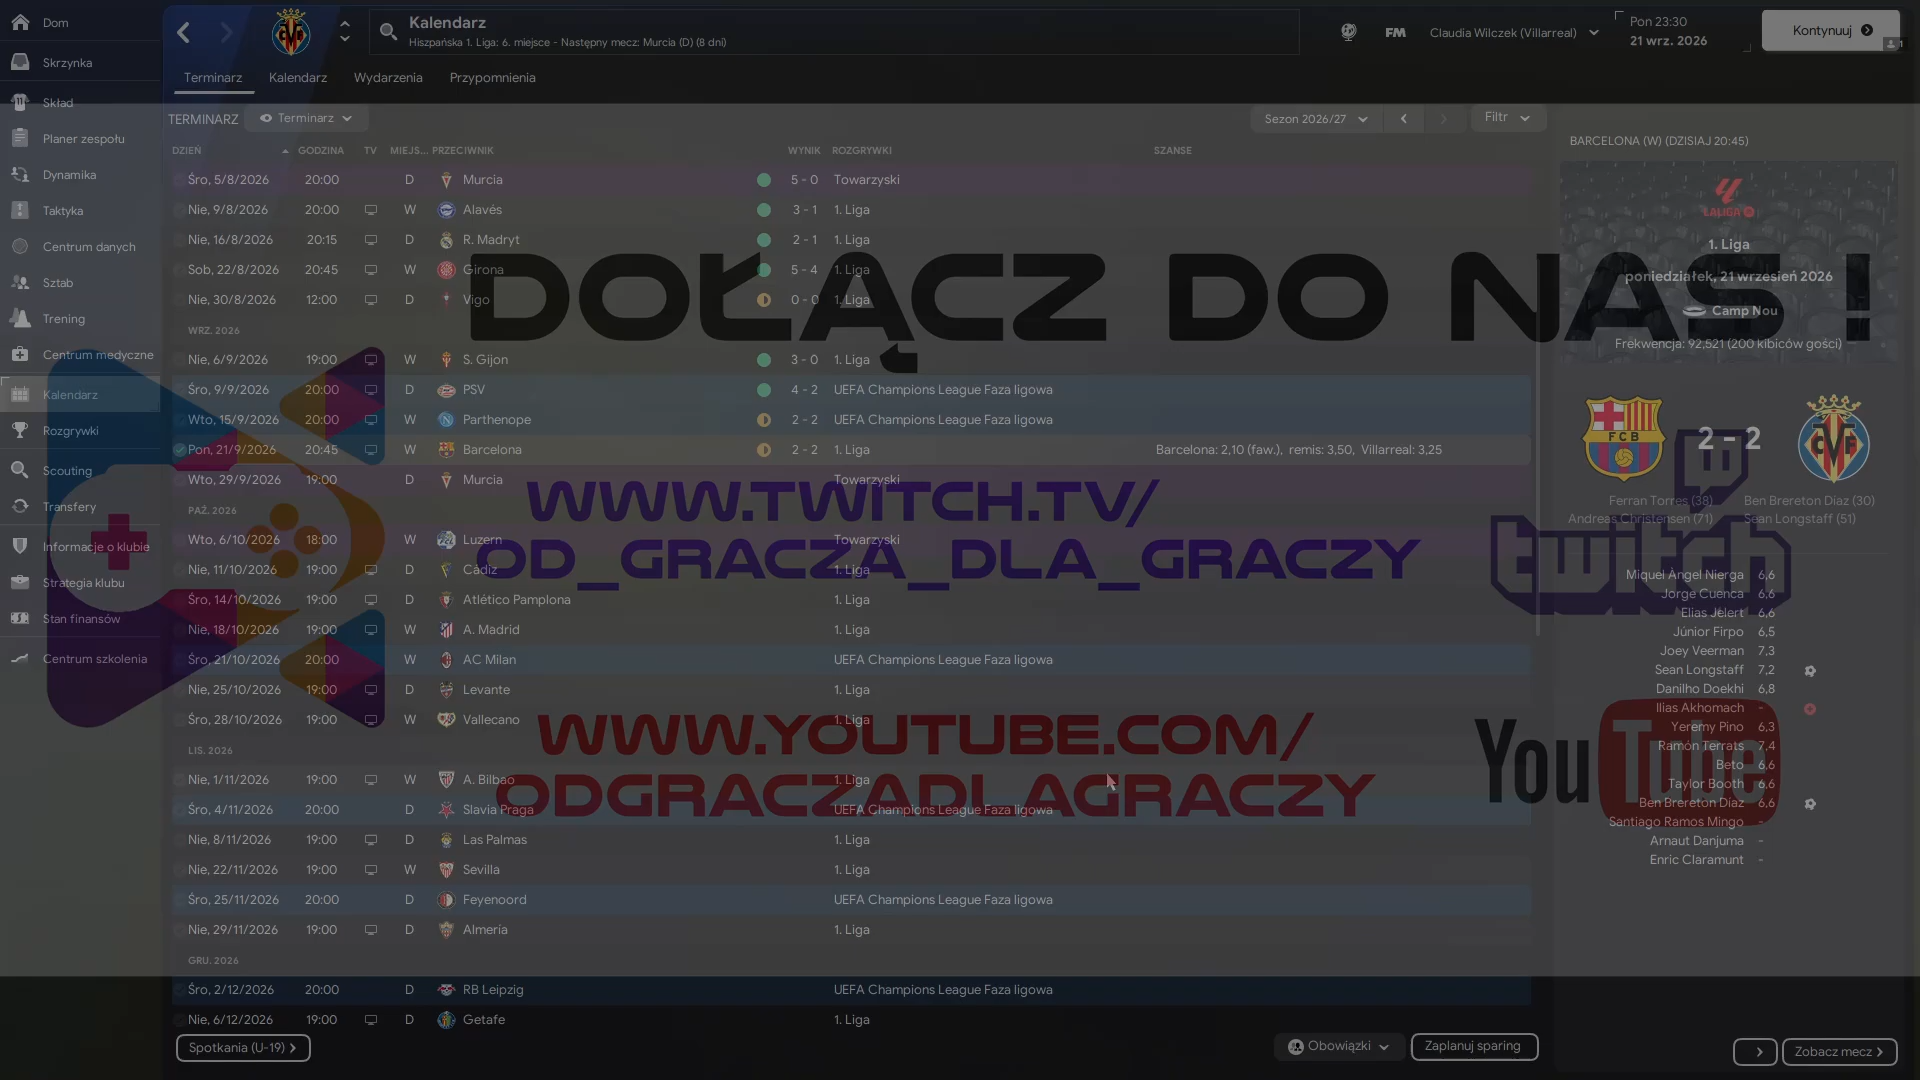 Dom
Kalendarz
Hiszpańska 1. Liga: 6. miejsce - Następny mecz: Murcia (D) (8 dni)
FM
Claudia Wilczek (Villarreal)
Pon 23:30
21 wrz. 2026
Kontynuuj
1
Skrzynka
Skład
Planer zespołu
Dynamika
Taktyka
Centrum danych
Sztab
Trening
Centrum medyczne
Kalendarz
Rozgrywki
Scouting
Transfery
Informacje o klubie
Strategia klubu
Stan finansów
Centrum szkolenia
Terminarz Kalendarz Wydarzenia Przypomnienia
TERMINARZ Terminarz Sezon 2026/27 Filtr
DZIEŃ GODZINA TV MIEJS... PRZECIWNIK WYNIK ROZGRYWKI SZANSE
Śro, 5/8/2026 20:00 D Murcia 5 - 0 Towarzyski
Nie, 9/8/2026 20:00 W Alavés 3 - 1 1. Liga
Nie, 16/8/2026 20:15 D R. Madryt 2 - 1 1. Liga
Sob, 22/8/2026 20:45 W Girona 5 - 4 1. Liga
Nie, 30/8/2026 12:00 D Vigo 0 - 0 1. Liga
WRZ. 2026
Nie, 6/9/2026 19:00 W S. Gijon 3 - 0 1. Liga
Śro, 9/9/2026 20:00 D PSV 4 - 2 UEFA Champions League Faza ligowa
Wto, 15/9/2026 20:00 W Parthenope 2 - 2 UEFA Champions League Faza ligowa
Pon, 21/9/2026 20:45 W Barcelona 2 - 2 1. Liga Barcelona: 2,10 (faw.), remis: 3,50, Villarreal: 3,25
Wto, 29/9/2026 19:00 D Murcia Towarzyski
PAŹ. 2026
Wto, 6/10/2026 18:00 W Luzern Towarzyski
Nie, 11/10/2026 19:00 D Cádiz 1. Liga
Śro, 14/10/2026 19:00 D Atlético Pamplona 1. Liga
Nie, 18/10/2026 19:00 W A. Madrid 1. Liga
Śro, 21/10/2026 20:00 W AC Milan UEFA Champions League Faza ligowa
Nie, 25/10/2026 19:00 D Levante 1. Liga
Śro, 28/10/2026 19:00 W Vallecano 1. Liga
LIS. 2026
Nie, 1/11/2026 19:00 W A. Bilbao 1. Liga
Śro, 4/11/2026 20:00 D Slavia Praga UEFA Champions League Faza ligowa
Nie, 8/11/2026 19:00 D Las Palmas 1. Liga
Nie, 22/11/2026 19:00 W Sevilla 1. Liga
Śro, 25/11/2026 20:00 D Feyenoord UEFA Champions League Faza ligowa
Nie, 29/11/2026 19:00 D Almería 1. Liga
GRU. 2026
Śro, 2/12/2026 20:00 D RB Leipzig UEFA Champions League Faza ligowa
Nie, 6/12/2026 19:00 D Getafe 1. Liga
Spotkania (U-19)
Obowiązki
Zaplanuj sparing
DOŁĄCZ DO NAS !
WWW.TWITCH.TV/
OD_GRACZA_DLA_GRACZY
twitch
WWW.YOUTUBE.COM/
ODGRACZADLAGRACZY
YouTube
BARCELONA (W) (DZISIAJ 20:45)
LALIGA
1. Liga
poniedziałek, 21 wrzesień 2026
Camp Nou
Frekwencja: 92,521 (200 kibiców gości)
FCB
2 - 2
Ferran Torres (38) Ben Brereton Díaz (30)
Andreas Christensen (71) Sean Longstaff (51)
Miquel Àngel Nierga 6,6
Jorge Cuenca 6,6
Elias Jelert 6,6
Júnior Firpo 6,5
Joey Veerman 7,3
Sean Longstaff 7,2
Danilho Doekhi 6,8
Ilias Akhomach -
Yeremy Pino 6,3
Ramón Terrats 7,4
Beto 6,6
Taylor Booth 6,6
Ben Brereton Díaz 6,6
Santiago Ramos Mingo -
Arnaut Danjuma -
Enric Claramunt -
Zobacz mecz